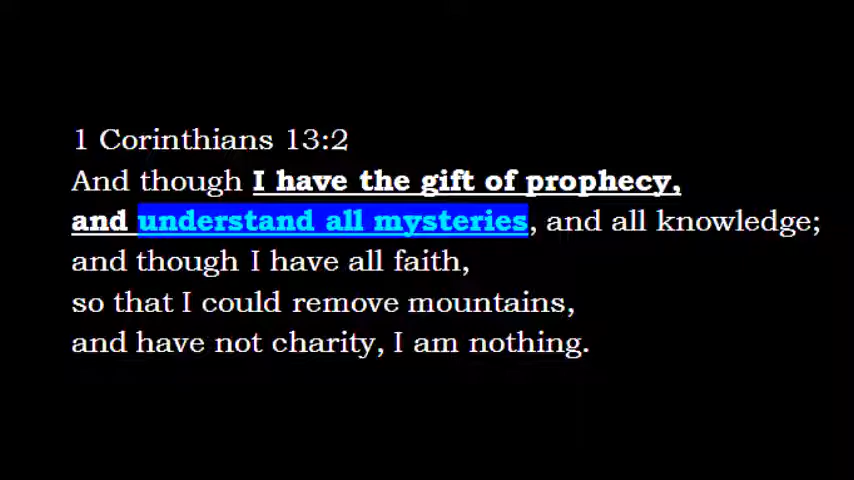 1 Corinthians 13:2
And though I have the gift of prophecy,
and understand all mysteries, and all knowledge;
and though I have all faith,
so that I could remove mountains,
and have not charity, I am nothing.